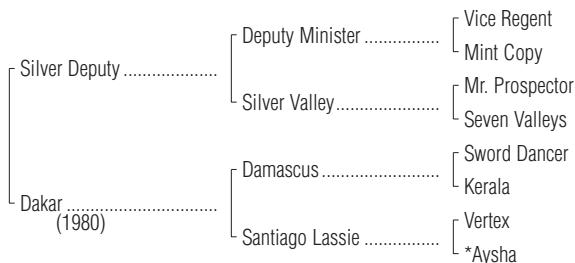 Vice Regent
Deputy Minister ................
Mint Copy
Silver Deputy ....................
Mr. Prospector
Silver Valley ......................
Seven Valleys
Sword Dancer
Damascus .........................
Kerala
Dakar ................................
(1980)
Vertex
Santiago Lassie ................
*Aysha